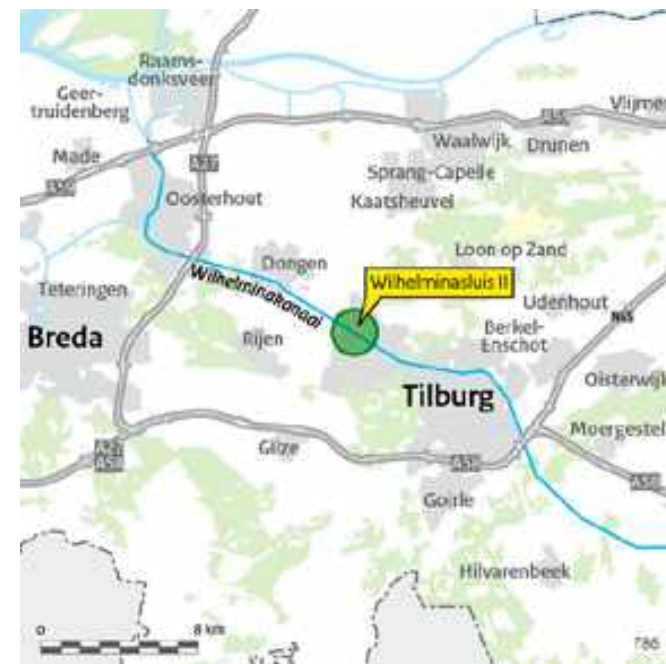 Raams-
donksveer
Geer-
truidenberg
Vlijmen
Made
Waalwijk
Drunen
A27
A59
Sprang-Capelle
Oosterhout
Kaatsheuvel
Loon op Zand
Dongen
Wilhelminakanaal
Wilhelminasluis II
Teteringen
Udenhout
N65
Berkel-
Enschot
Breda
Rijen
Oisterwijk
Tilburg
Moergestel
A27
A58
Gilze
A58
A58
Goirle
Hilvarenbeek
0
8 km
T86